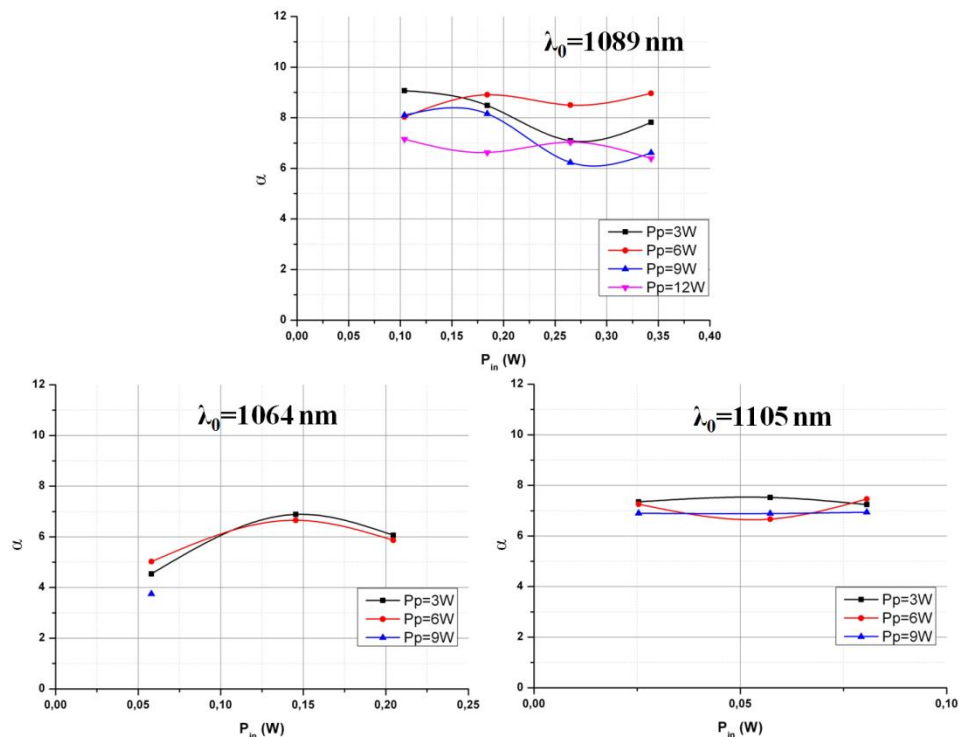 λ₀=1089 nm
12
10
8
6
4
2
0
α
Pp=3W
Pp=6W
Pp=9W
Pp=12W
0,00 0,05 0,10 0,15 0,20 0,25 0,30 0,35 0,40
P_in (W)
λ₀=1064 nm
12
10
8
6
4
2
0
α
Pp=3W
Pp=6W
Pp=9W
0,00 0,05 0,10 0,15 0,20 0,25
P_in (W)
λ₀=1105 nm
12
10
8
6
4
2
0
α
Pp=3W
Pp=6W
Pp=9W
0,00 0,05 0,10
P_in (W)